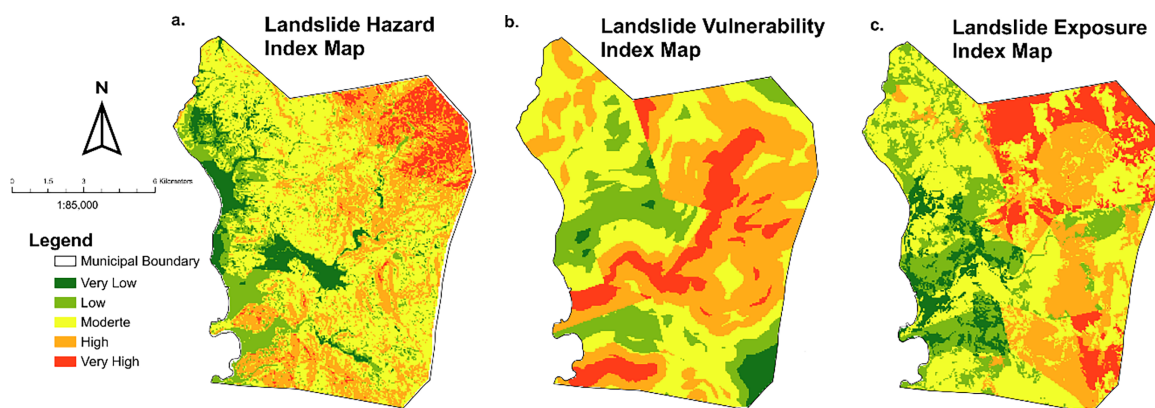 a.
Landslide Hazard
Index Map
b.
Landslide Vulnerability
Index Map
c.
Landslide Exposure
Index Map
N
0 1.5 3 6 Kilometers
1:85,000
Legend
Municipal Boundary
Very Low
Low
Moderte
High
Very High